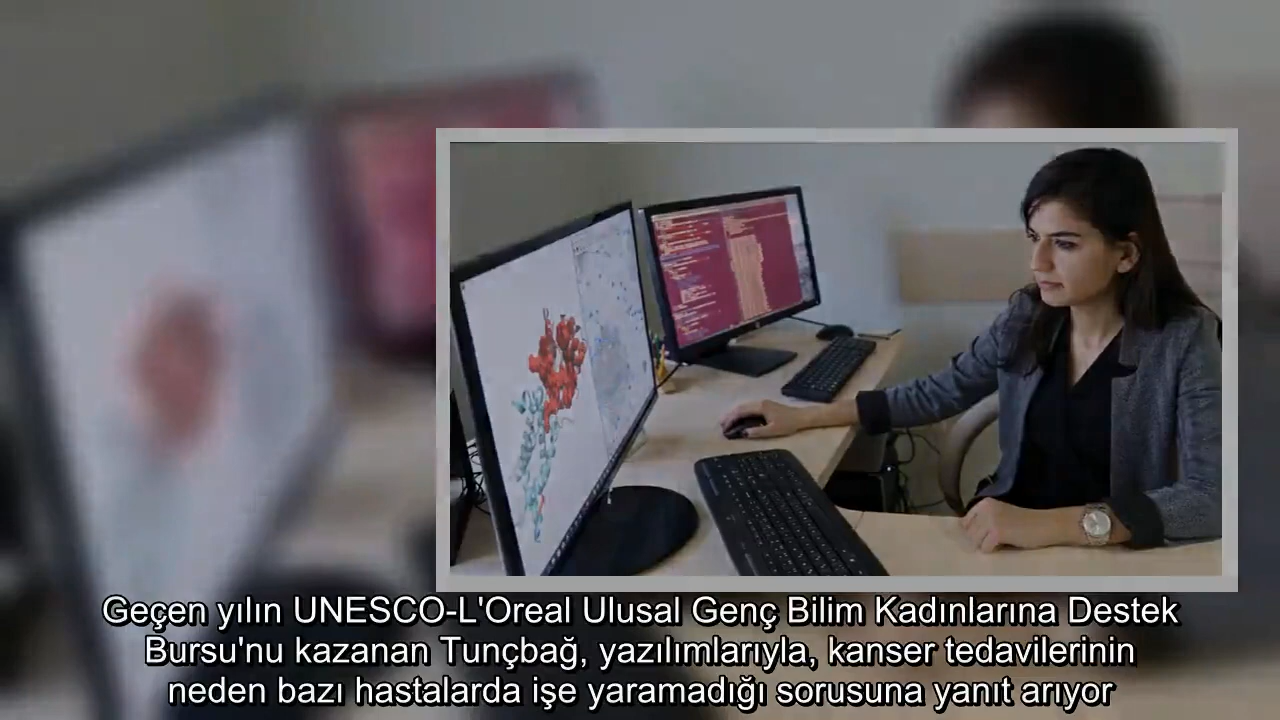 Geçen yılın UNESCO-L'Oreal Ulusal Genç Bilim Kadınlarına Destek
Bursu'nu kazanan Tunçbağ, yazılımlarıyla, kanser tedavilerinin
neden bazı hastalarda işe yaramadığı sorusuna yanıt arıyor